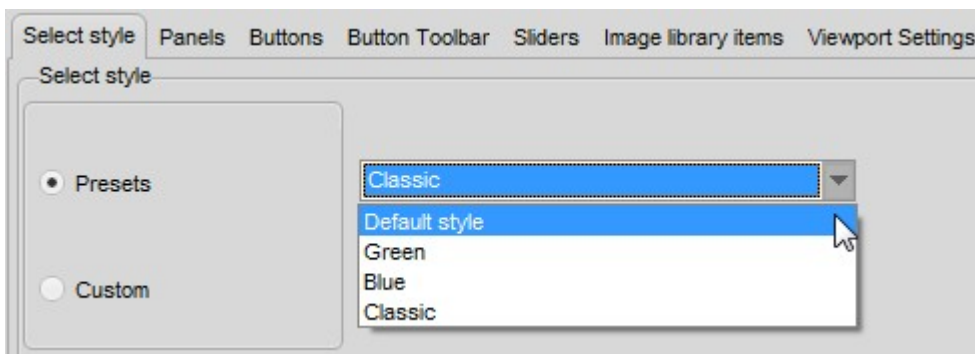 Select style Panels Buttons Button Toolbar Sliders Image library items Viewport Settings
Select style
Presets
Classic
Default style
Green
Blue
Custom
Classic